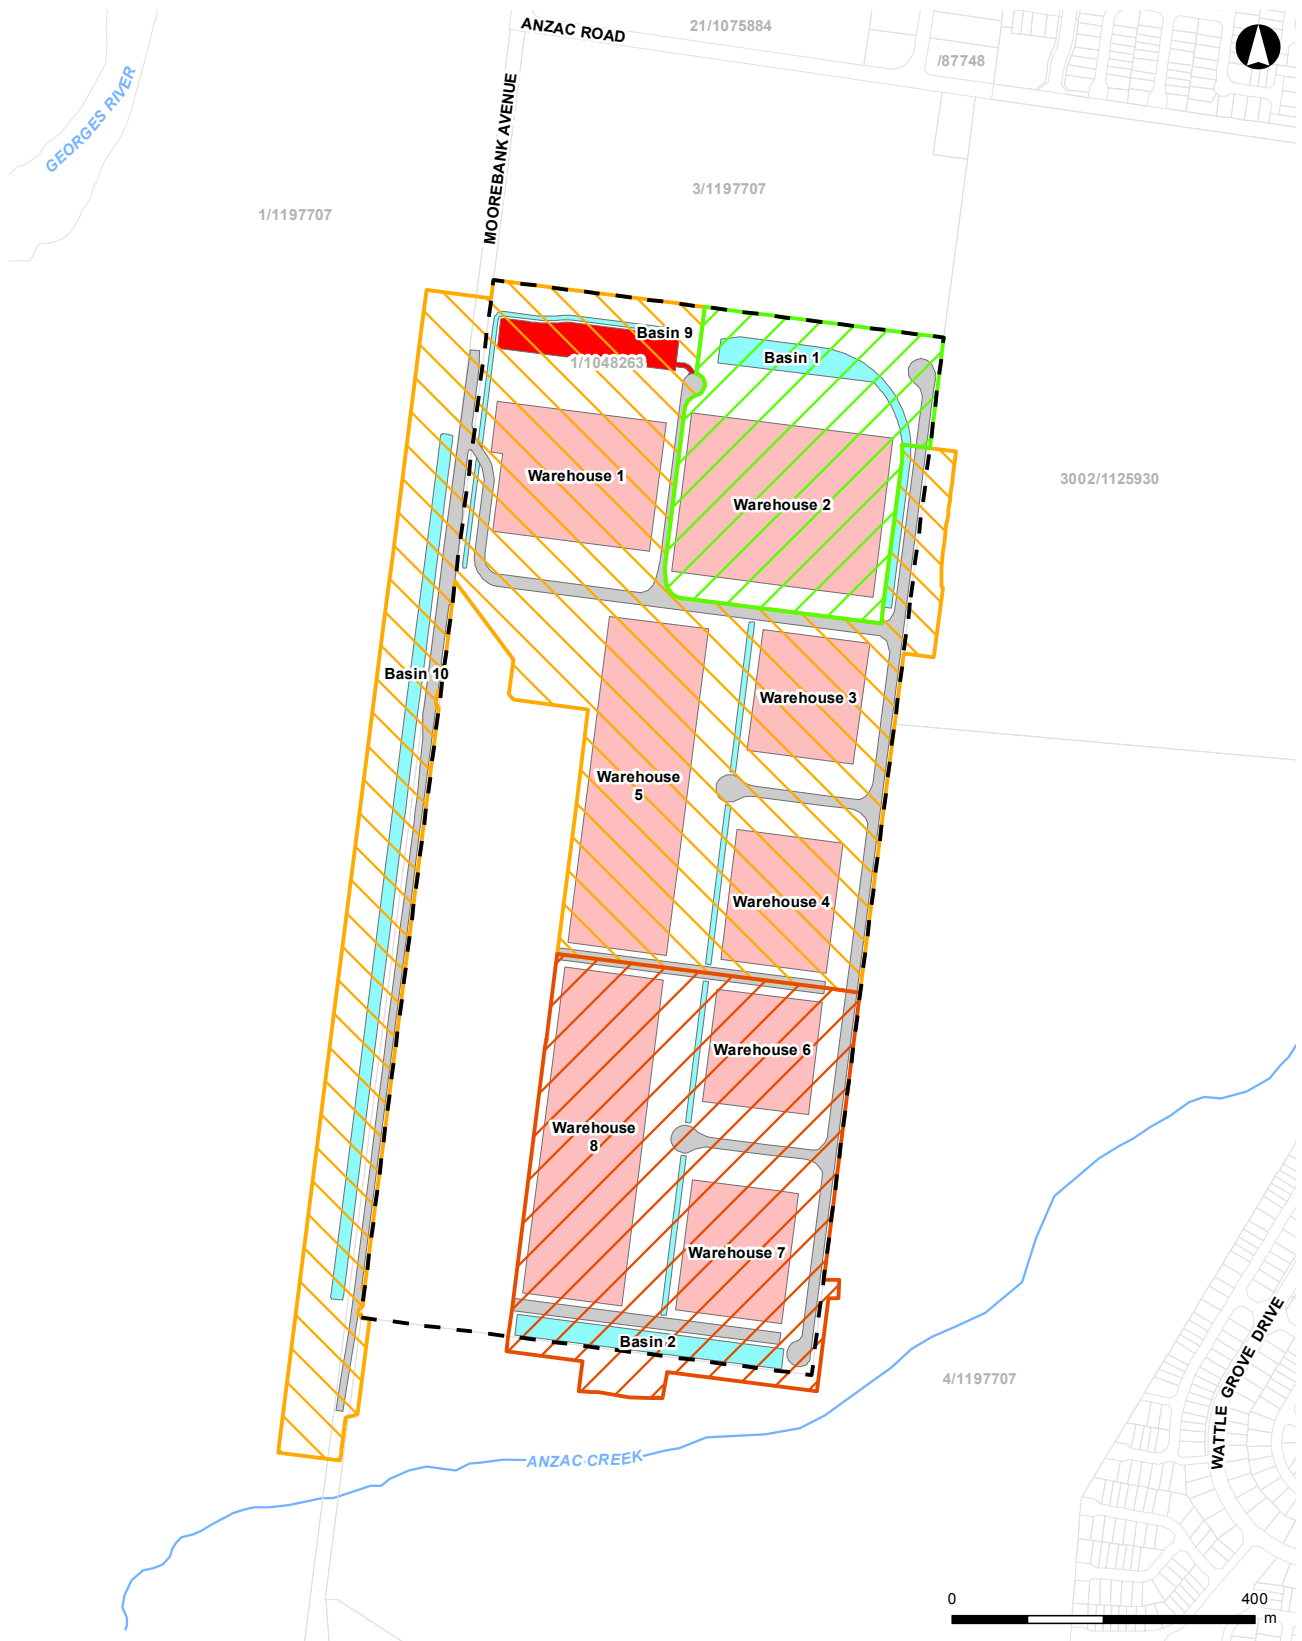 ANZAC ROAD
21/1075884
/87748
GEORGES RIVER
MOOREBANK AVENUE
3/1197707
1/1197707
Basin 9
Basin 1
1/1048263
Warehouse 1
3002/1125930
Warehouse 2
Basin 10
Warehouse 3
Warehouse
5
Warehouse 4
Warehouse 6
Warehouse
8
Warehouse 7
Basin 2
WATTLE GROVE DRIVE
4/1197707
ANZAC CREEK
0
400
m